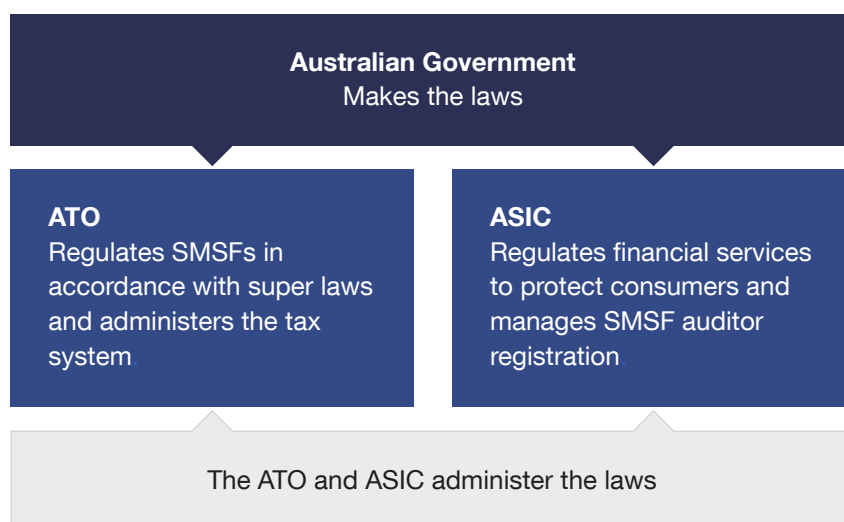 Australian Government
Makes the laws
ATO
Regulates SMSFs in
accordance with super laws
and administers the tax
system.
ASIC
Regulates financial services
to protect consumers and
manages SMSF auditor
registration.
The ATO and ASIC administer the laws